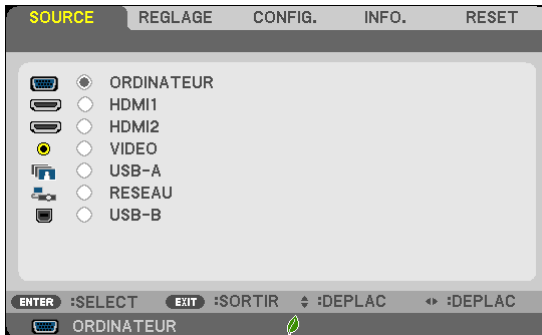 SOURCE REGLAGE CONFIG. INFO. RESET
ORDINATEUR
HDMI1
HDMI2
VIDEO
USB-A
RESEAU
USB-B
ENTER :SELECT EXIT :SORTIR :DEPLAC :DEPLAC
ORDINATEUR